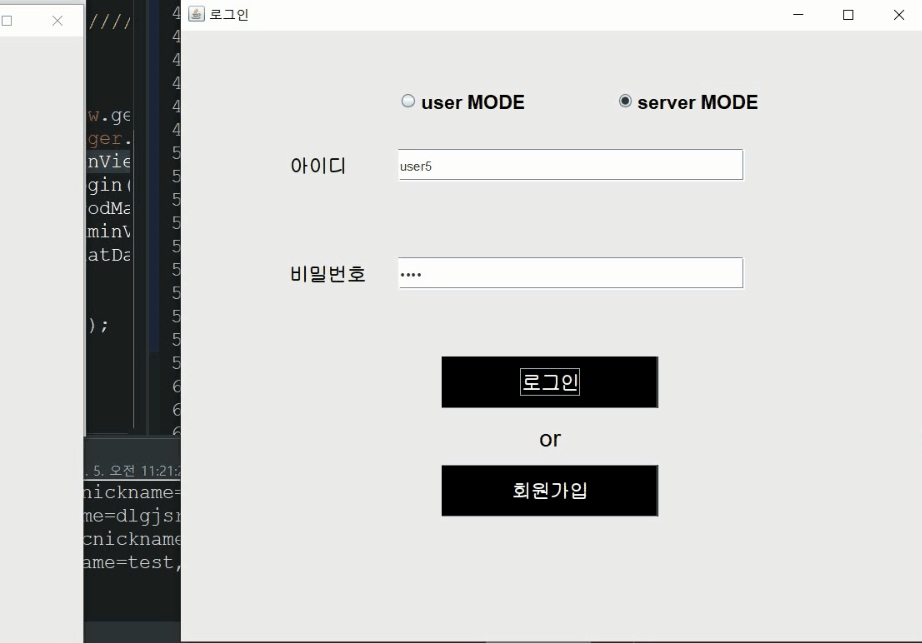 로그인
user MODE
server MODE
아이디
user5
비밀번호
••••
로그인
or
회원가입
////
w.ge
ger.
nVie
gin(
odMa
minV
atDa
);
. 5. 오전 11:21:2
nickname=
me=dlgjsr
cnickname
ame=test,